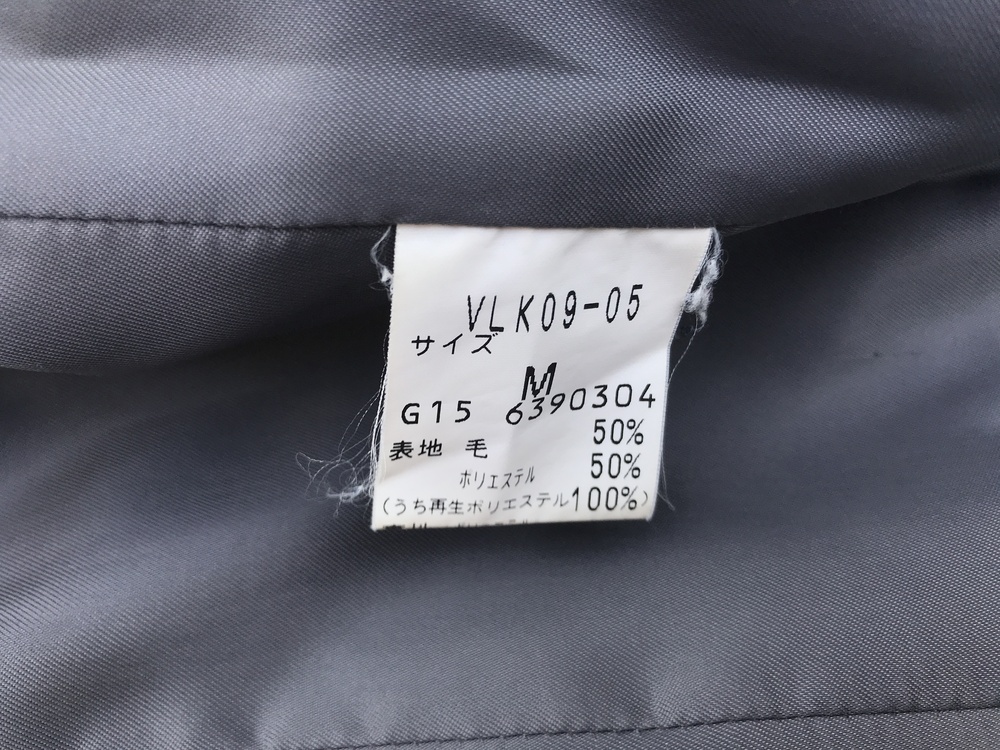 VLK09-05
サイズ
M
G15 6390304
表地 毛 50%
ポリエステル 50%
(うち再生ポリエステル100%)